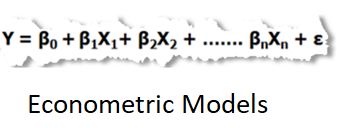 Y = β₀ + β₁X₁+ β₂X₂ + ....... βₙXₙ + ε
Econometric Models